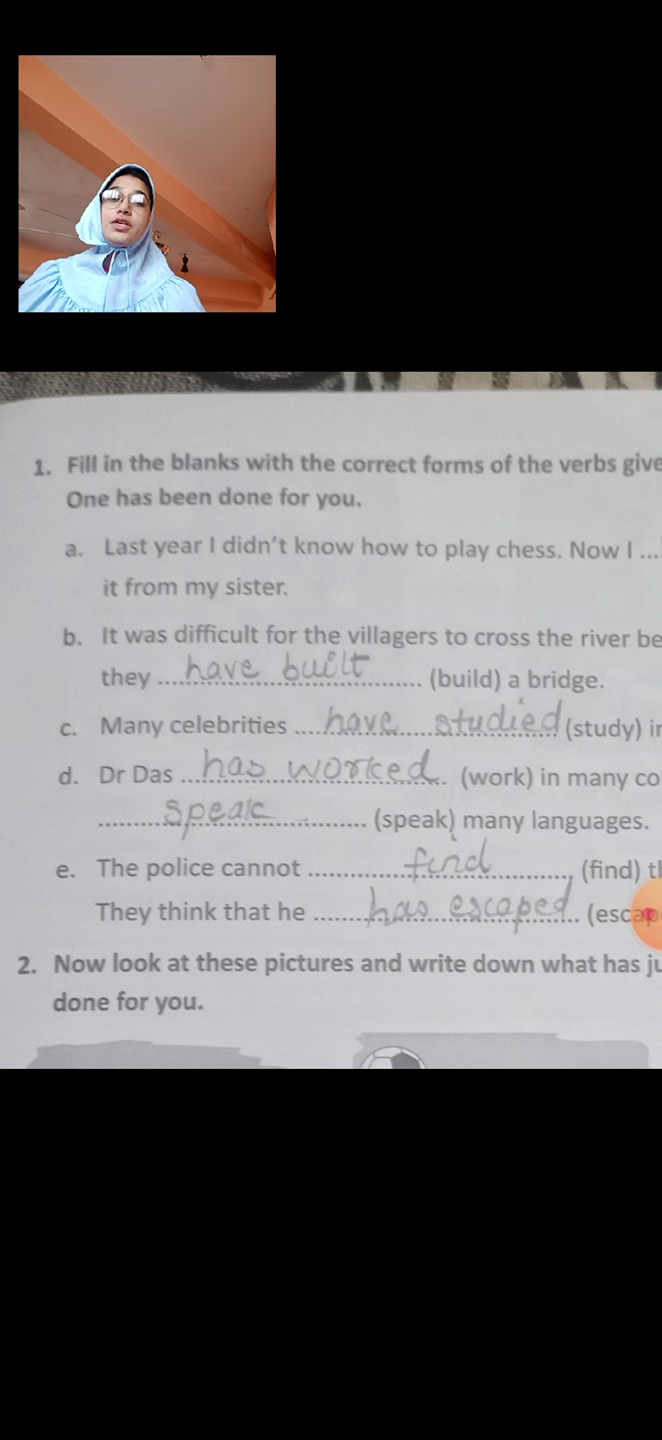 1. Fill in the blanks with the correct forms of the verbs give
One has been done for you.
a. Last year I didn't know how to play chess. Now I ...
it from my sister.
b. It was difficult for the villagers to cross the river be
they have built (build) a bridge.
c. Many celebrities have studied (study) in
d. Dr Das has worked (work) in many co
speak (speak) many languages.
e. The police cannot find (find) th
They think that he has escaped (escap
2. Now look at these pictures and write down what has ju
done for you.